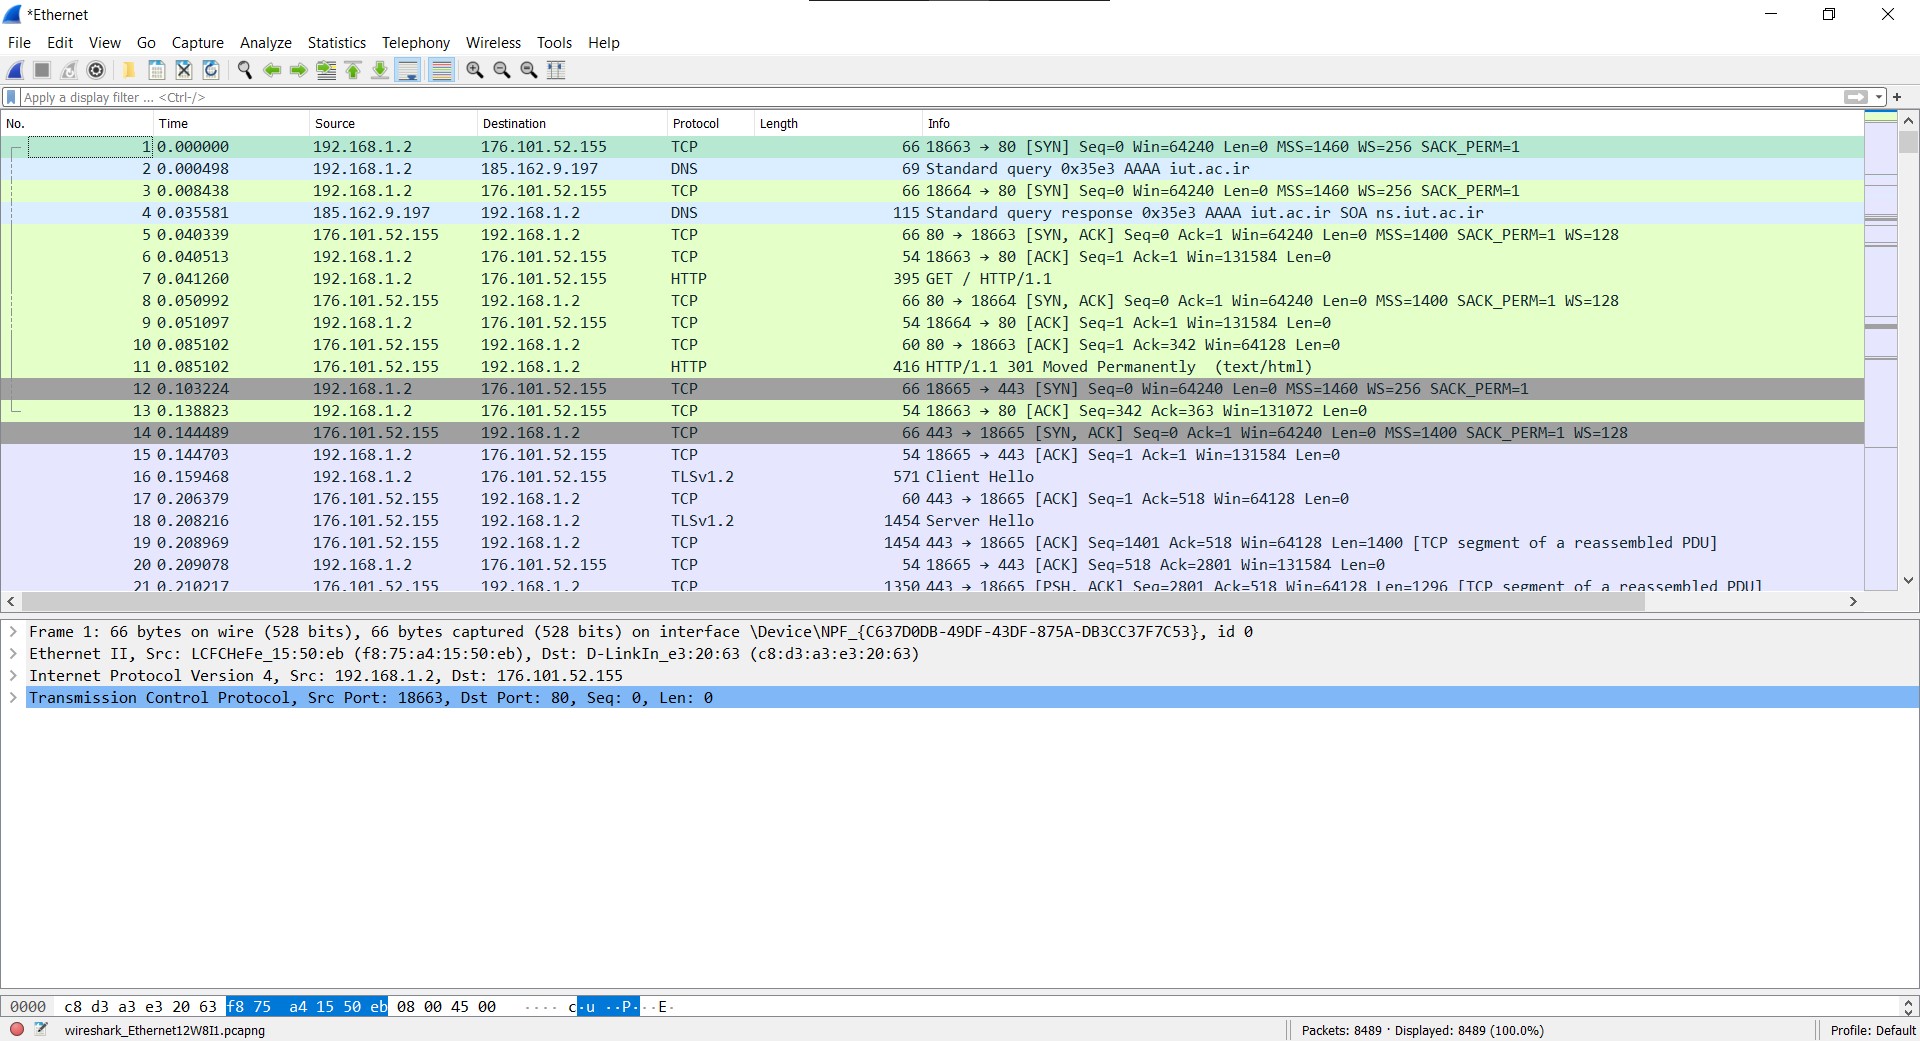 *Ethernet
File Edit View Go Capture Analyze Statistics Telephony Wireless Tools Help
Apply a display filter ... <Ctrl-/>
No. Time Source Destination Protocol Length Info
1 0.000000 192.168.1.2 176.101.52.155 TCP 66 18663 → 80 [SYN] Seq=0 Win=64240 Len=0 MSS=1460 WS=256 SACK_PERM=1
2 0.000498 192.168.1.2 185.162.9.197 DNS 69 Standard query 0x35e3 AAAA iut.ac.ir
3 0.008438 192.168.1.2 176.101.52.155 TCP 66 18664 → 80 [SYN] Seq=0 Win=64240 Len=0 MSS=1460 WS=256 SACK_PERM=1
4 0.035581 185.162.9.197 192.168.1.2 DNS 115 Standard query response 0x35e3 AAAA iut.ac.ir SOA ns.iut.ac.ir
5 0.040339 176.101.52.155 192.168.1.2 TCP 66 80 → 18663 [SYN, ACK] Seq=0 Ack=1 Win=64240 Len=0 MSS=1400 SACK_PERM=1 WS=128
6 0.040513 192.168.1.2 176.101.52.155 TCP 54 18663 → 80 [ACK] Seq=1 Ack=1 Win=131584 Len=0
7 0.041260 192.168.1.2 176.101.52.155 HTTP 395 GET / HTTP/1.1
8 0.050992 176.101.52.155 192.168.1.2 TCP 66 80 → 18664 [SYN, ACK] Seq=0 Ack=1 Win=64240 Len=0 MSS=1400 SACK_PERM=1 WS=128
9 0.051097 192.168.1.2 176.101.52.155 TCP 54 18664 → 80 [ACK] Seq=1 Ack=1 Win=131584 Len=0
10 0.085102 176.101.52.155 192.168.1.2 TCP 60 80 → 18663 [ACK] Seq=1 Ack=342 Win=64128 Len=0
11 0.085102 176.101.52.155 192.168.1.2 HTTP 416 HTTP/1.1 301 Moved Permanently (text/html)
12 0.103224 192.168.1.2 176.101.52.155 TCP 66 18665 → 443 [SYN] Seq=0 Win=64240 Len=0 MSS=1460 WS=256 SACK_PERM=1
13 0.138823 192.168.1.2 176.101.52.155 TCP 54 18663 → 80 [ACK] Seq=342 Ack=363 Win=131072 Len=0
14 0.144489 176.101.52.155 192.168.1.2 TCP 66 443 → 18665 [SYN, ACK] Seq=0 Ack=1 Win=64240 Len=0 MSS=1400 SACK_PERM=1 WS=128
15 0.144703 192.168.1.2 176.101.52.155 TCP 54 18665 → 443 [ACK] Seq=1 Ack=1 Win=131584 Len=0
16 0.159468 192.168.1.2 176.101.52.155 TLSv1.2 571 Client Hello
17 0.206379 176.101.52.155 192.168.1.2 TCP 60 443 → 18665 [ACK] Seq=1 Ack=518 Win=64128 Len=0
18 0.208216 176.101.52.155 192.168.1.2 TLSv1.2 1454 Server Hello
19 0.208969 176.101.52.155 192.168.1.2 TCP 1454 443 → 18665 [ACK] Seq=1401 Ack=518 Win=64128 Len=1400 [TCP segment of a reassembled PDU]
20 0.209078 192.168.1.2 176.101.52.155 TCP 54 18665 → 443 [ACK] Seq=518 Ack=2801 Win=131584 Len=0
21 0.210217 176.101.52.155 192.168.1.2 TCP 1350 443 → 18665 [PSH, ACK] Seq=2801 Ack=518 Win=64128 Len=1296 [TCP segment of a reassembled PDU]
Frame 1: 66 bytes on wire (528 bits), 66 bytes captured (528 bits) on interface \Device\NPF_{C637D0DB-49DF-43DF-875A-DB3CC37F7C53}, id 0
Ethernet II, Src: LCFCHeFe_15:50:eb (f8:75:a4:15:50:eb), Dst: D-LinkIn_e3:20:63 (c8:d3:a3:e3:20:63)
Internet Protocol Version 4, Src: 192.168.1.2, Dst: 176.101.52.155
Transmission Control Protocol, Src Port: 18663, Dst Port: 80, Seq: 0, Len: 0
0000 c8 d3 a3 e3 20 63 f8 75 a4 15 50 eb 08 00 45 00 ···· c·u ··P···E·
wireshark_Ethernet12W8I1.pcapng Packets: 8489 · Displayed: 8489 (100.0%) Profile: Default